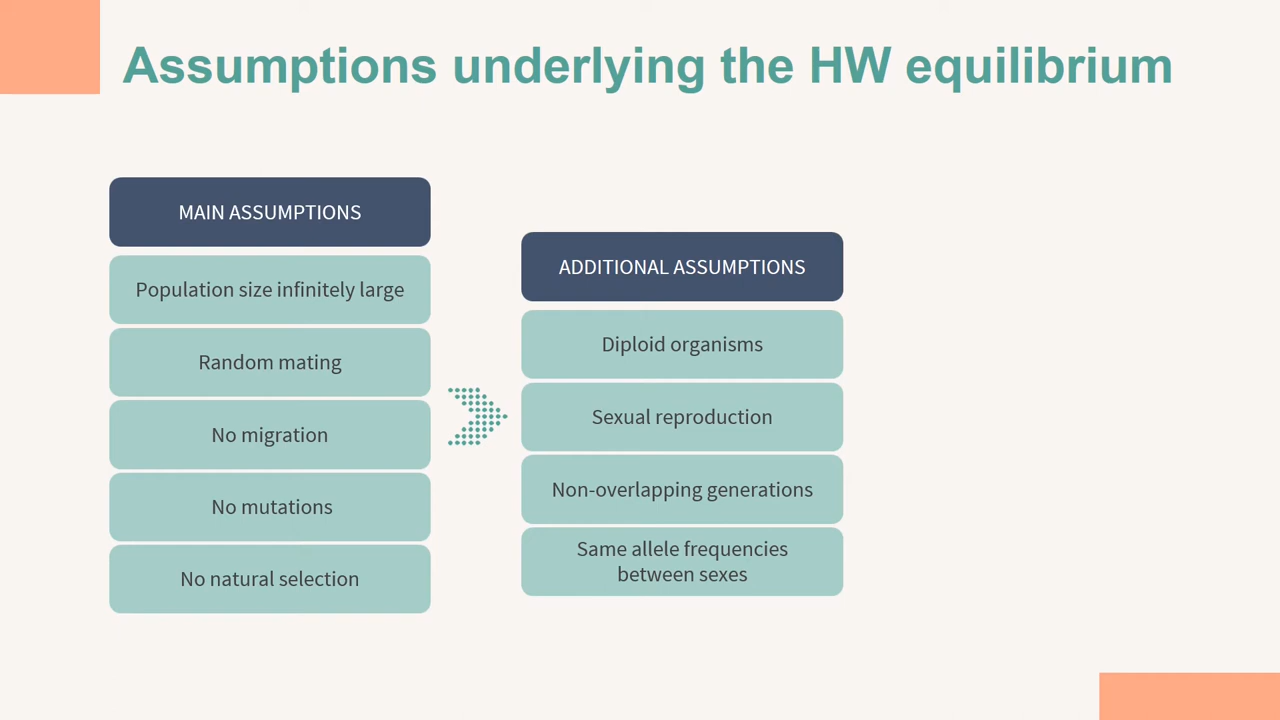 Assumptions underlying the HW equilibrium
MAIN ASSUMPTIONS
Population size infinitely large
Random mating
No migration
No mutations
No natural selection
ADDITIONAL ASSUMPTIONS
Diploid organisms
Sexual reproduction
Non-overlapping generations
Same allele frequencies
between sexes